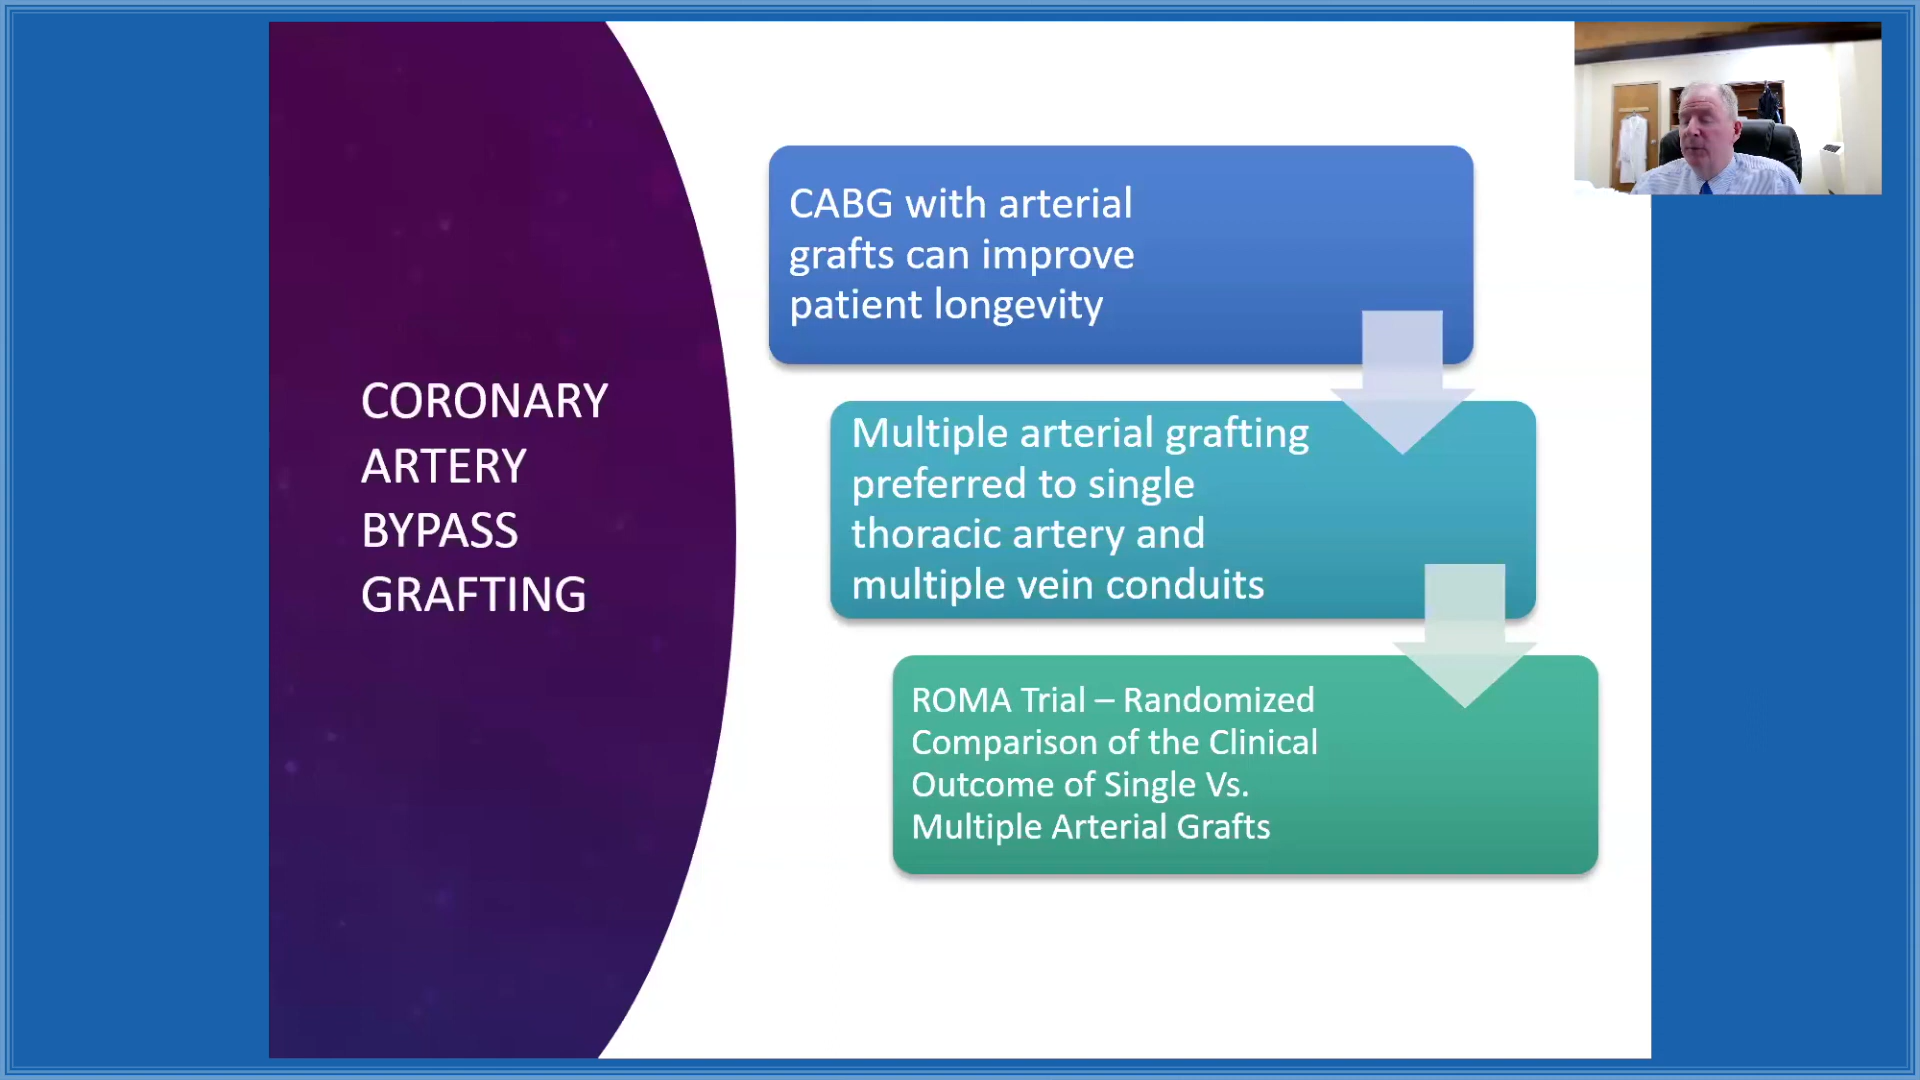 CORONARY
ARTERY
BYPASS
GRAFTING
CABG with arterial
grafts can improve
patient longevity
Multiple arterial grafting
preferred to single
thoracic artery and
multiple vein conduits
ROMA Trial – Randomized
Comparison of the Clinical
Outcome of Single Vs.
Multiple Arterial Grafts